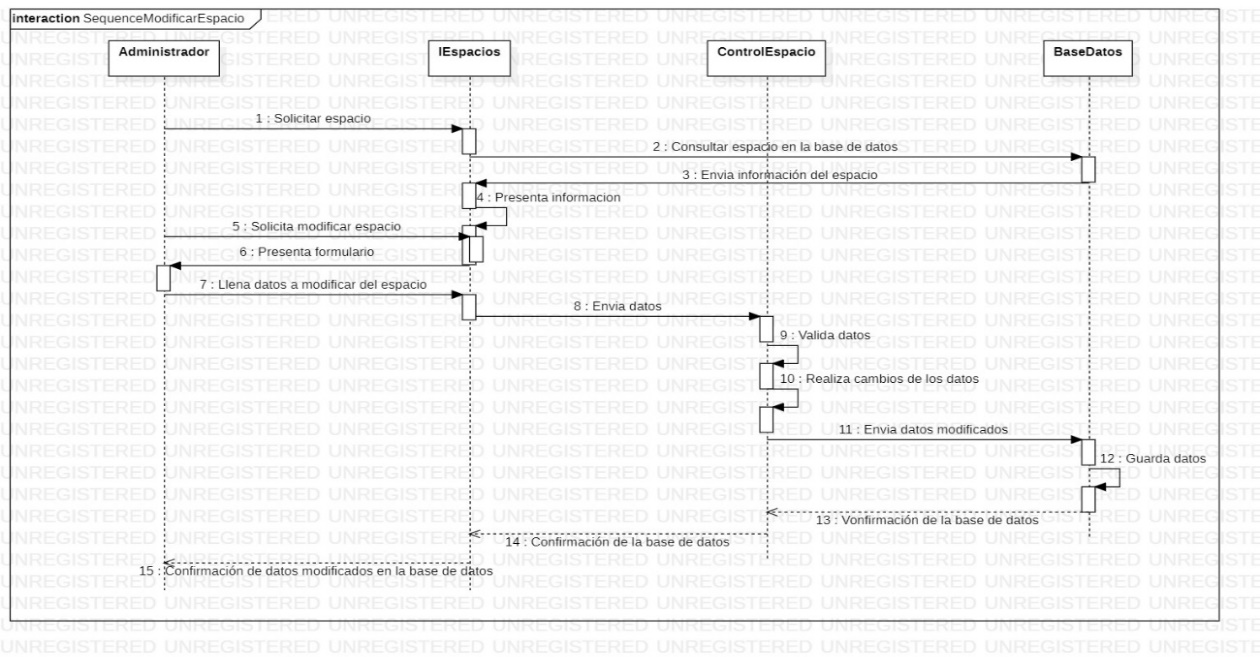 interaction SequenceModificarEspacio
Administrador
IEspacios
ControlEspacio
BaseDatos
1 : Solicitar espacio
2 : Consultar espacio en la base de datos
3 : Envia información del espacio
4 : Presenta informacion
5 : Solicita modificar espacio
6 : Presenta formulario
7 : Llena datos a modificar del espacio
8 : Envia datos
9 : Valida datos
10 : Realiza cambios de los datos
11 : Envia datos modificados
12 : Guarda datos
13 : Vonfirmación de la base de datos
14 : Confirmación de la base de datos
15 : Confirmación de datos modificados en la base de datos
UNREGISTERED